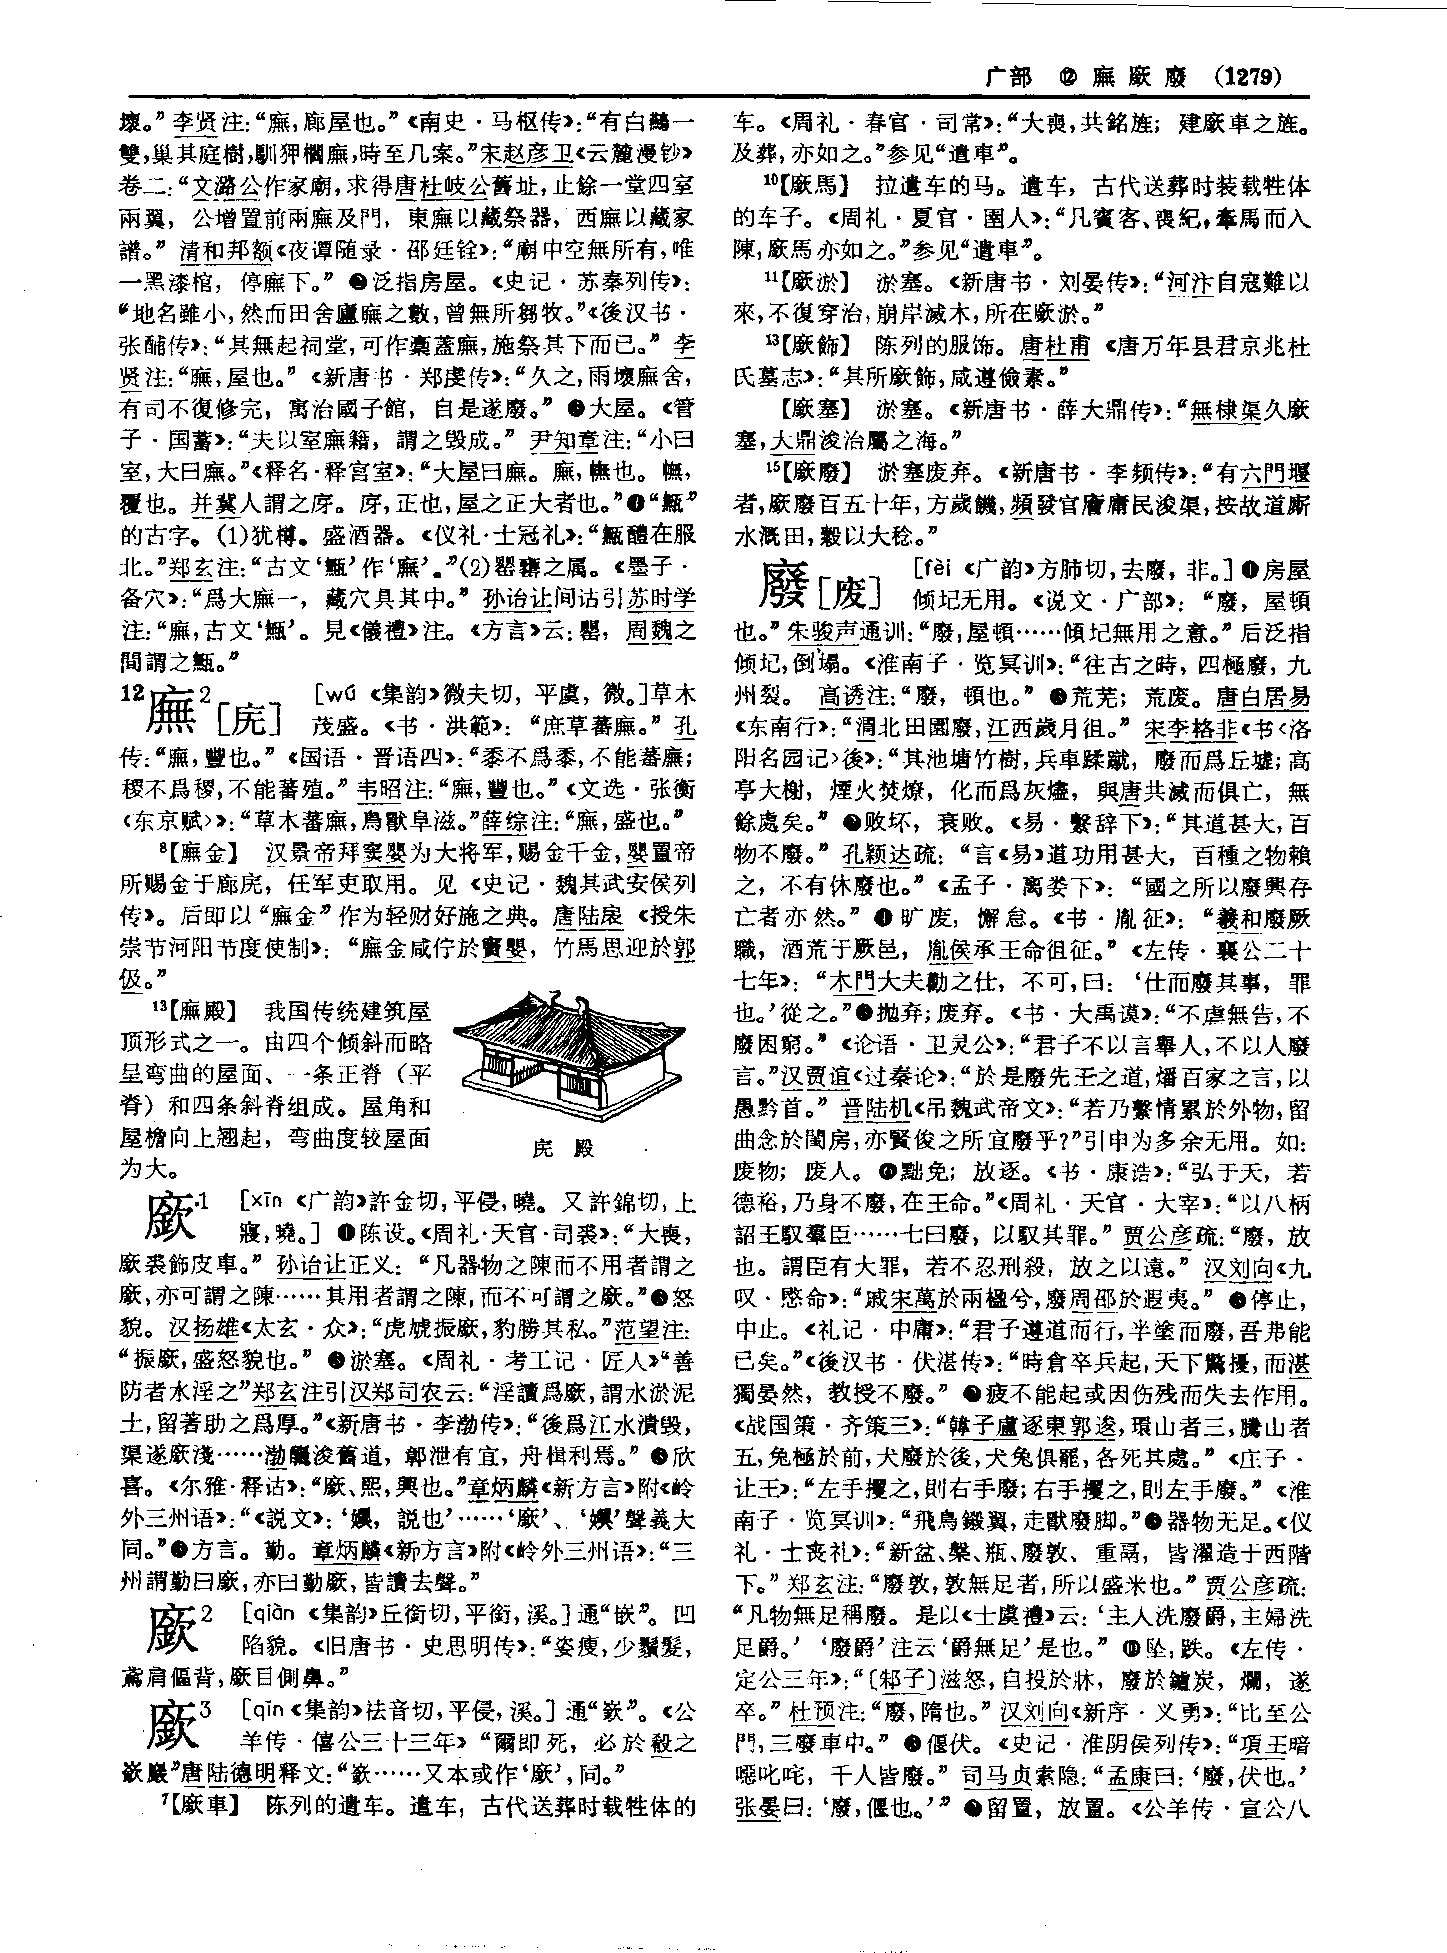 广部 ⑫ 廡 廞 廢 (1279)
壞。”李贤注：“廡，廊屋也。”《南史·马枢传》：“有白鷰一
雙，巢其庭樹，馴狎櫩廡，時至几案。”宋赵彦卫《云麓漫钞》
卷二：“文潞公作家廟，求得唐杜岐公舊址，止餘一堂四室
兩翼，公增置前兩廡及門，東廡以藏祭器，西廡以藏家
譜。”清和邦额《夜谭随录·邵廷铨》：“廟中空無所有，唯
一黑漆棺，停廡下。”❷泛指房屋。《史记·苏秦列传》：
“地名雖小，然而田舍廬廡之數，曾無所芻牧。”《後汉书·
张酺传》：“其無起祠堂，可作槀蓋廡，施祭其下而已。”李
贤注：“廡，屋也。”《新唐书·郑虔传》：“久之，雨壞廡舍，
有司不復修完，寓治國子館，自是遂廢。”❸大屋。《管
子·国蓄》：“夫以室廡籍，謂之毁成。”尹知章注：“小曰
室，大曰廡。”《释名·释宫室》：“大屋曰廡。廡，幠也。幠，
覆也。并冀人謂之庌。庌，正也，屋之正大者也。”❹“甒”
的古字。(1)犹樽。盛酒器。《仪礼·士冠礼》：“甒醴在服
北。”郑玄注：“古文‘甒’作‘廡’。”(2)罂罋之属。《墨子·
备穴》：“爲大廡一，藏穴具其中。”孙诒让间诂引苏时学
注：“廡，古文‘甒’。見《儀禮》注。《方言》云：罌，周魏之
間謂之甒。”
12廡2［庑］ ［wú《集韵》微夫切，平虞，微。］草木
茂盛。《书·洪範》：“庶草蕃廡。”孔
传：“廡，豐也。”《国语·晋语四》：“黍不爲黍，不能蕃廡；
稷不爲稷，不能蕃殖。”韦昭注：“廡，豐也。”《文选·张衡
〈东京赋〉》：“草木蕃廡，鳥獸阜滋。”薛综注：“廡，盛也。”
8【廡金】 汉景帝拜窦婴为大将军，赐金千金，婴置帝
所赐金于廊庑，任军吏取用。见《史记·魏其武安侯列
传》。后即以“廡金”作为轻财好施之典。唐陆扆《授朱
崇节河阳节度使制》：“廡金咸佇於竇嬰，竹馬思迎於郭
伋。”
13【廡殿】 我国传统建筑屋
顶形式之一。由四个倾斜而略
呈弯曲的屋面、一条正脊（平
脊）和四条斜脊组成。屋角和
屋檐向上翘起，弯曲度较屋面
为大。
庑 殿
廞1 ［xīn《广韵》許金切，平侵，曉。又許錦切，上
寢，曉。］❶陈设。《周礼·天官·司裘》：“大喪，
廞裘飾皮車。”孙诒让正义：“凡器物之陳而不用者謂之
廞，亦可謂之陳……其用者謂之陳，而不可謂之廞。”❷怒
貌。汉扬雄《太玄·众》：“虎虓振廞，豹勝其私。”范望注：
“振廞，盛怒貌也。”❸淤塞。《周礼·考工记·匠人》“善
防者水淫之”郑玄注引汉郑司农云：“淫讀爲廞，謂水淤泥
土，留著助之爲厚。”《新唐书·李渤传》：“後爲江水潰毁，
渠遂廞淺……渤釃浚舊道，鄣泄有宜，舟楫利焉。”❹欣
喜。《尔雅·释诂》：“廞、熙，興也。”章炳麟《新方言》附《岭
外三州语》：“《説文》：‘嬹，説也’……‘廞’、‘嬹’聲義大
同。”❺方言。勤。章炳麟《新方言》附《岭外三州语》：“三
州謂勤曰廞，亦曰勤廞，皆讀去聲。”
廞2 ［qiān《集韵》丘銜切，平銜，溪。］通“嵌”。凹
陷貌。《旧唐书·史思明传》：“姿瘦，少鬚髮，
鳶肩傴背，廞目側鼻。”
廞3 ［qīn《集韵》祛音切，平侵，溪。］通“嶔”。《公
羊传·僖公三十三年》“爾即死，必於殽之
嶔巖”唐陆德明释文：“嶔……又本或作‘廞’，同。”
7【廞車】 陈列的遣车。遣车，古代送葬时载牲体的
车。《周礼·春官·司常》：“大喪，共銘旌；建廞車之旌。
及葬，亦如之。”参见“遣車”。
10【廞馬】 拉遣车的马。遣车，古代送葬时装载牲体
的车子。《周礼·夏官·圉人》：“凡賓客、喪紀，牽馬而入
陳，廞馬亦如之。”参见“遣車”。
11【廞淤】 淤塞。《新唐书·刘晏传》：“河汴自寇難以
來，不復穿治，崩岸滅木，所在廞淤。”
13【廞飾】 陈列的服饰。唐杜甫《唐万年县君京兆杜
氏墓志》：“其所廞飾，咸遵儉素。”
【廞塞】 淤塞。《新唐书·薛大鼎传》：“無棣渠久廞
塞，大鼎浚治屬之海。”
15【廞廢】 淤塞废弃。《新唐书·李频传》：“有六門堰
者，廞廢百五十年，方歲饑，頻發官廥庸民浚渠，按故道廝
水溉田，穀以大稔。”
廢［废］ ［fèi《广韵》方肺切，去廢，非。］❶房屋
倾圮无用。《说文·广部》：“廢，屋頓
也。”朱骏声通训：“廢，屋頓……傾圮無用之意。”后泛指
倾圮，倒塌。《淮南子·览冥训》：“往古之時，四極廢，九
州裂。高诱注：“廢，頓也。”❷荒芜；荒废。唐白居易
《东南行》：“渭北田園廢，江西歲月徂。”宋李格非《书〈洛
阳名园记〉後》：“其池塘竹樹，兵車蹂蹴，廢而爲丘墟；高
亭大榭，煙火焚燎，化而爲灰燼，與唐共滅而俱亡，無
餘處矣。”❸败坏，衰败。《易·繫辞下》：“其道甚大，百
物不廢。”孔颖达疏：“言《易》道功用甚大，百種之物賴
之，不有休廢也。”《孟子·离娄下》：“國之所以廢興存
亡者亦然。”❹旷废，懈怠。《书·胤征》：“羲和廢厥
職，酒荒于厥邑，胤侯承王命徂征。”《左传·襄公二十
七年》：“木門大夫勸之仕，不可，曰：‘仕而廢其事，罪
也。’從之。”❺抛弃；废弃。《书·大禹谟》：“不虐無告，不
廢困窮。”《论语·卫灵公》：“君子不以言舉人，不以人廢
言。”汉贾谊《过秦论》：“於是廢先王之道，燔百家之言，以
愚黔首。”晋陆机《吊魏武帝文》：“若乃繫情累於外物，留
曲念於閨房，亦賢俊之所宜廢乎？”引申为多余无用。如：
废物；废人。❻黜免；放逐。《书·康浩》：“弘于天，若
德裕，乃身不廢，在王命。”《周礼·天官·大宰》：“以八柄
詔王馭羣臣……七曰廢，以馭其罪。”贾公彦疏：“廢，放
也。謂臣有大罪，若不忍刑殺，放之以遠。”汉刘向《九
叹·愍命》：“戚宋萬於兩楹兮，廢周邵於遐夷。”❼停止，
中止。《礼记·中庸》：“君子遵道而行，半塗而廢，吾弗能
已矣。”《後汉书·伏湛传》：“時倉卒兵起，天下驚擾，而湛
獨晏然，教授不廢。”❽疲不能起或因伤残而失去作用。
《战国策·齐策三》：“韓子盧逐東郭逡，環山者三，騰山者
五，兔極於前，犬廢於後，犬兔俱罷，各死其處。”《庄子·
让王》：“左手攫之，則右手廢；右手攫之，則左手廢。”《淮
南子·览冥训》：“飛鳥鎩翼，走獸廢脚。”❾器物无足。《仪
礼·士丧礼》：“新盆、槃、瓶、廢敦、重鬲，皆濯造于西階
下。”郑玄注：“廢敦，敦無足者，所以盛米也。”贾公彦疏：
“凡物無足稱廢。是以《士虞禮》云：‘主人洗廢爵，主婦洗
足爵。’‘廢爵’注云‘爵無足’是也。”❿坠，跌。《左传·
定公三年》：“〔邾子〕滋怒，自投於牀，廢於鑪炭，爛，遂
卒。”杜预注：“廢，隋也。”汉刘向《新序·义勇》：“比至公
門，三廢車中。”⓫偃伏。《史记·淮阴侯列传》：“項王喑
噁叱咤，千人皆廢。”司马贞索隐：“孟康曰：‘廢，伏也。’
张晏曰：‘廢，偃也。’”⓬留置，放置。《公羊传·宣公八